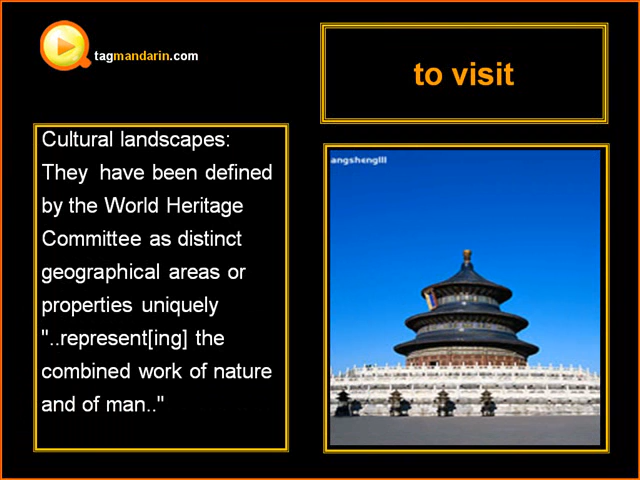 tagmandarin.com
to visit
Cultural landscapes:
They have been defined
by the World Heritage
Committee as distinct
geographical areas or
properties uniquely
"..represent[ing] the
combined work of nature
and of man.."
angshenglll